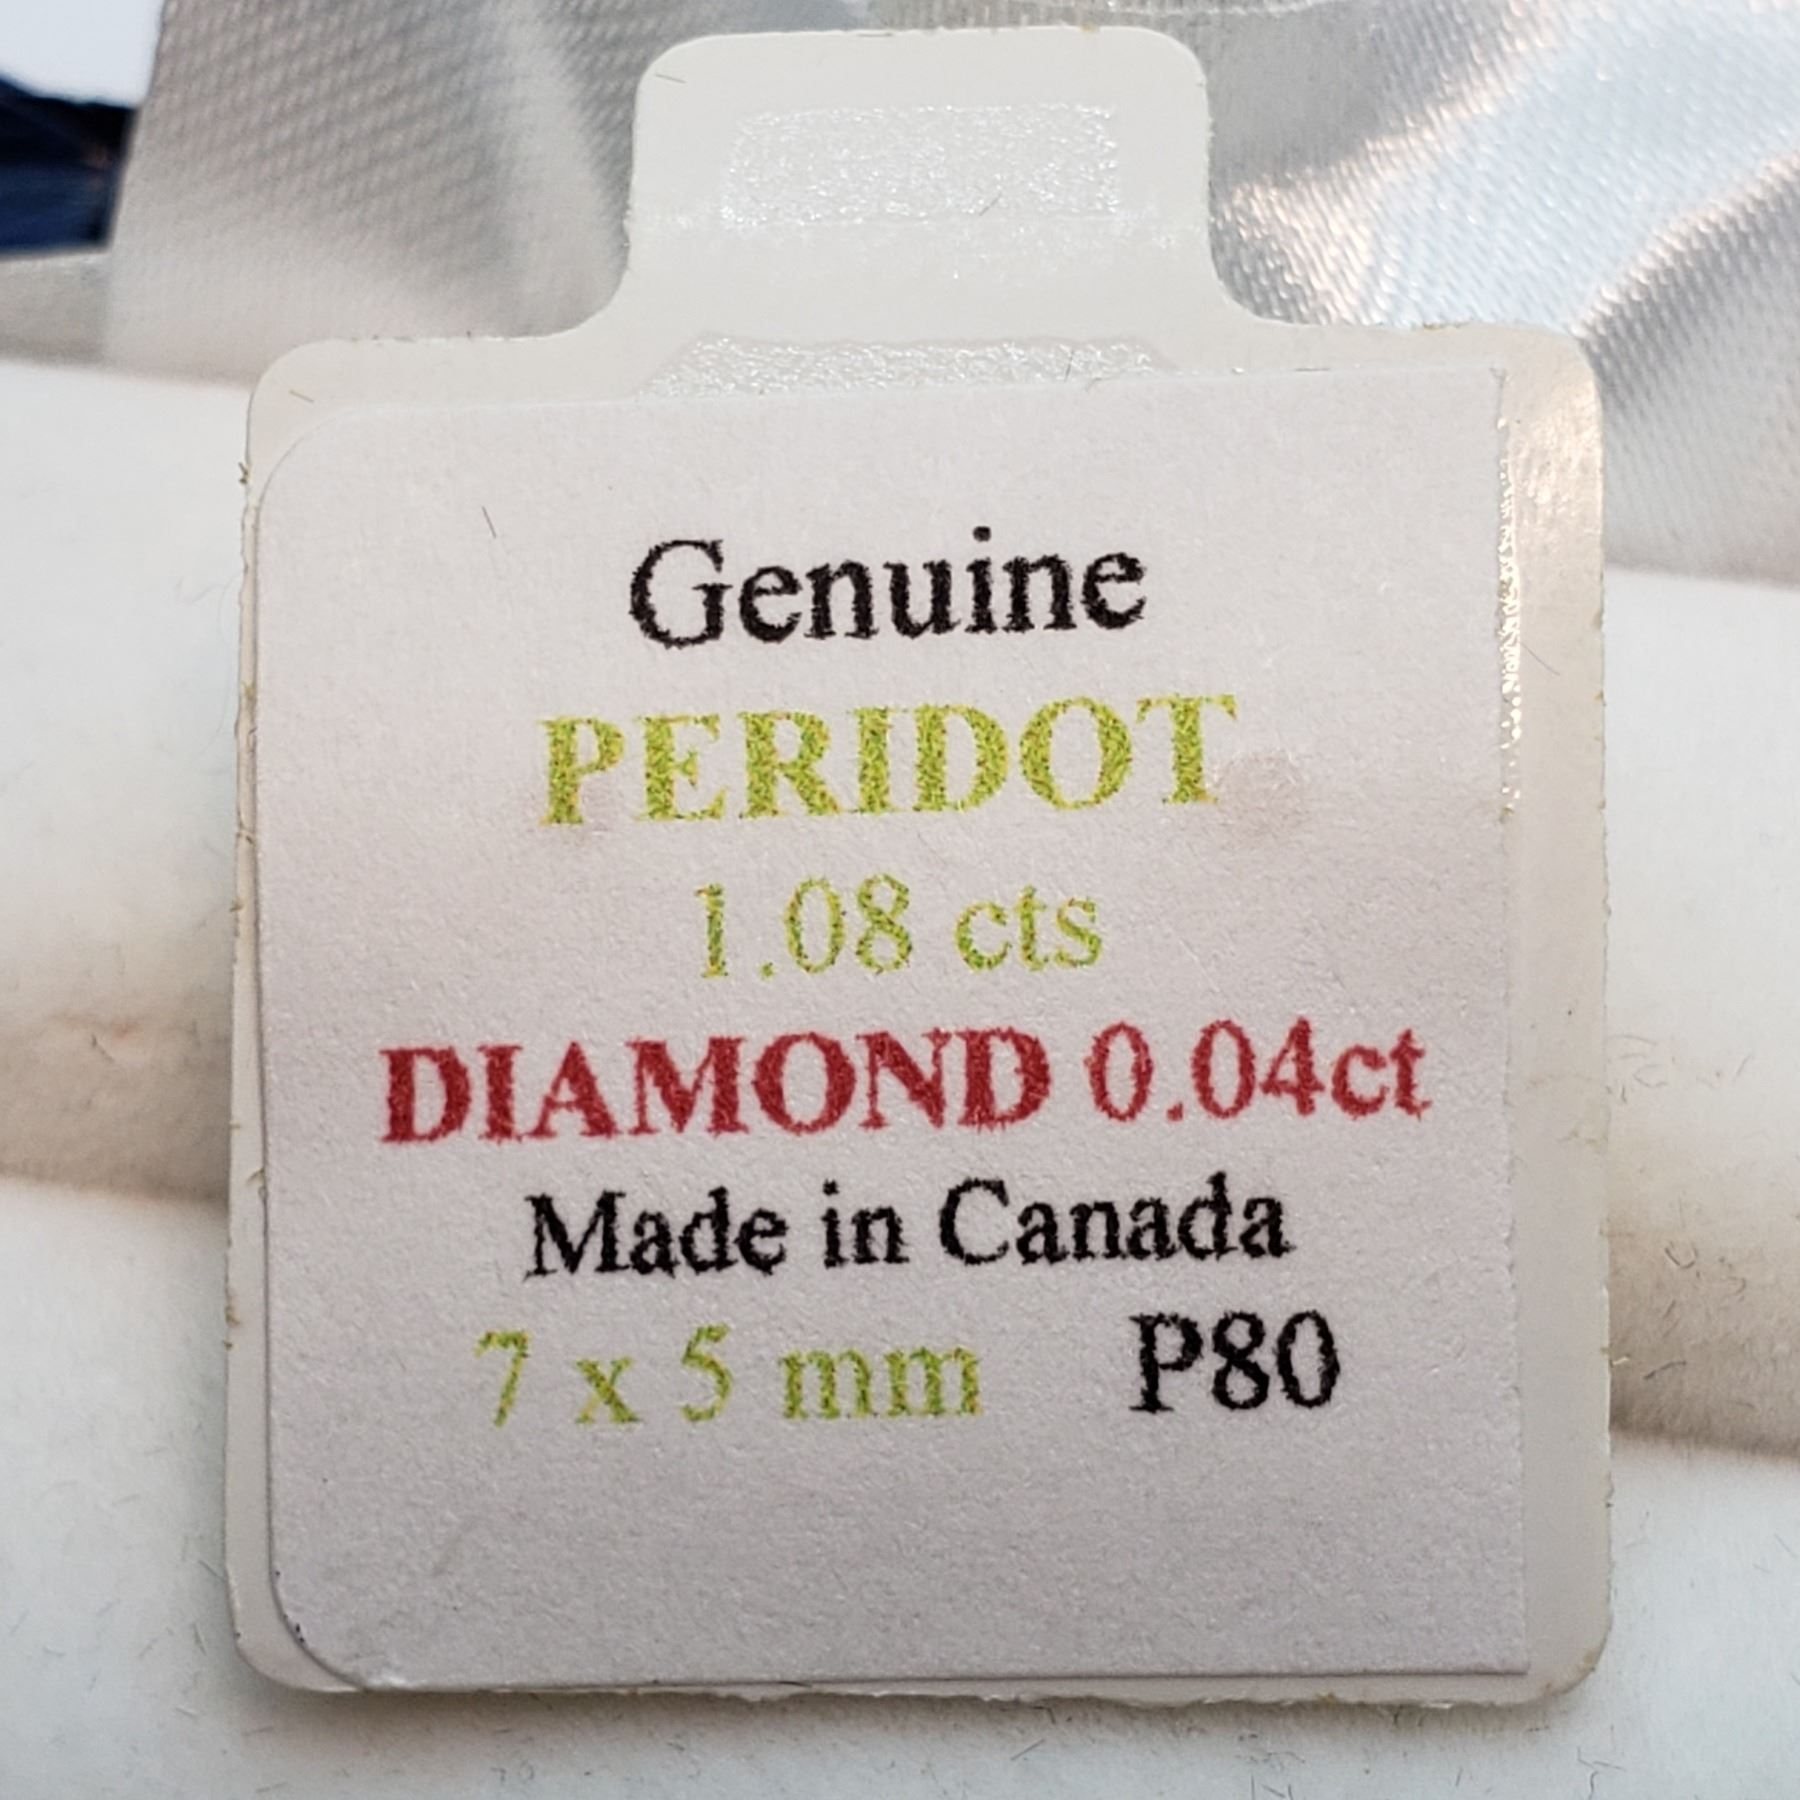 Genuine
PERIDOT
1.08 cts
DIAMOND 0.04ct
Made in Canada
7 x 5 mm P80